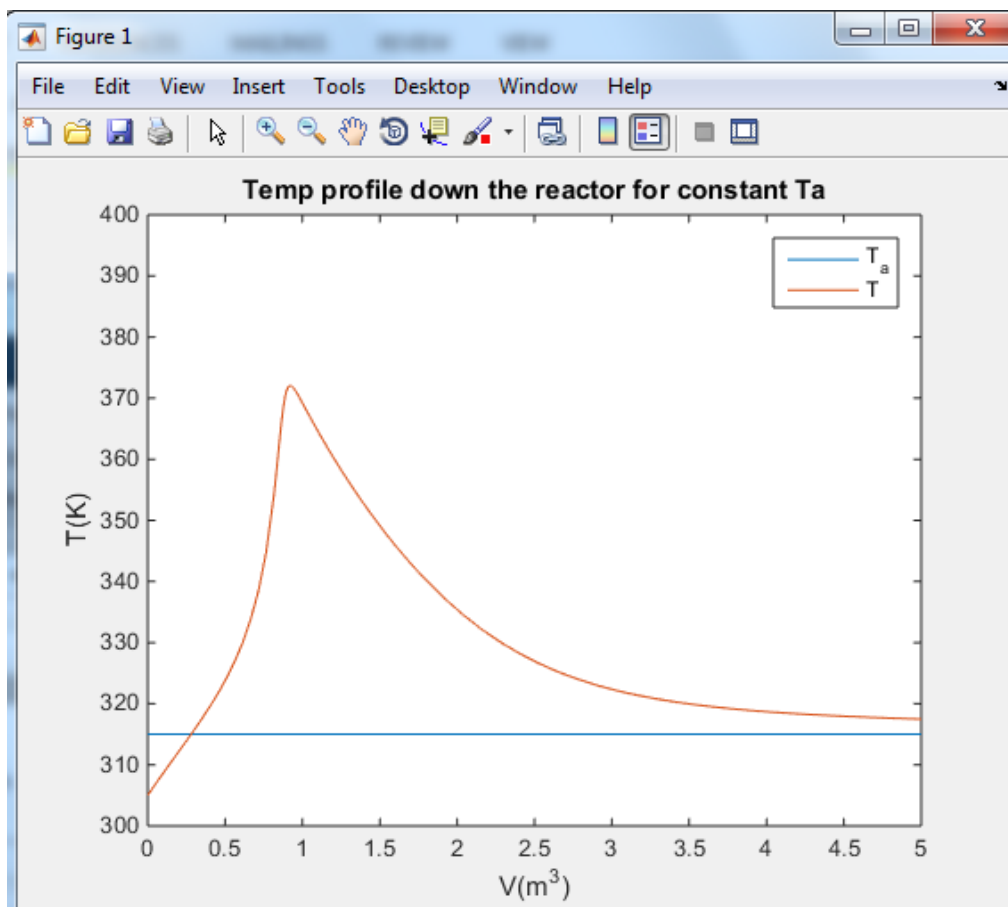 Figure 1
File Edit View Insert Tools Desktop Window Help
Temp profile down the reactor for constant Ta
400
390
380
370
360
350
340
330
320
310
300
T(K)
T_a
T
0 0.5 1 1.5 2 2.5 3 3.5 4 4.5 5
V(m^3)